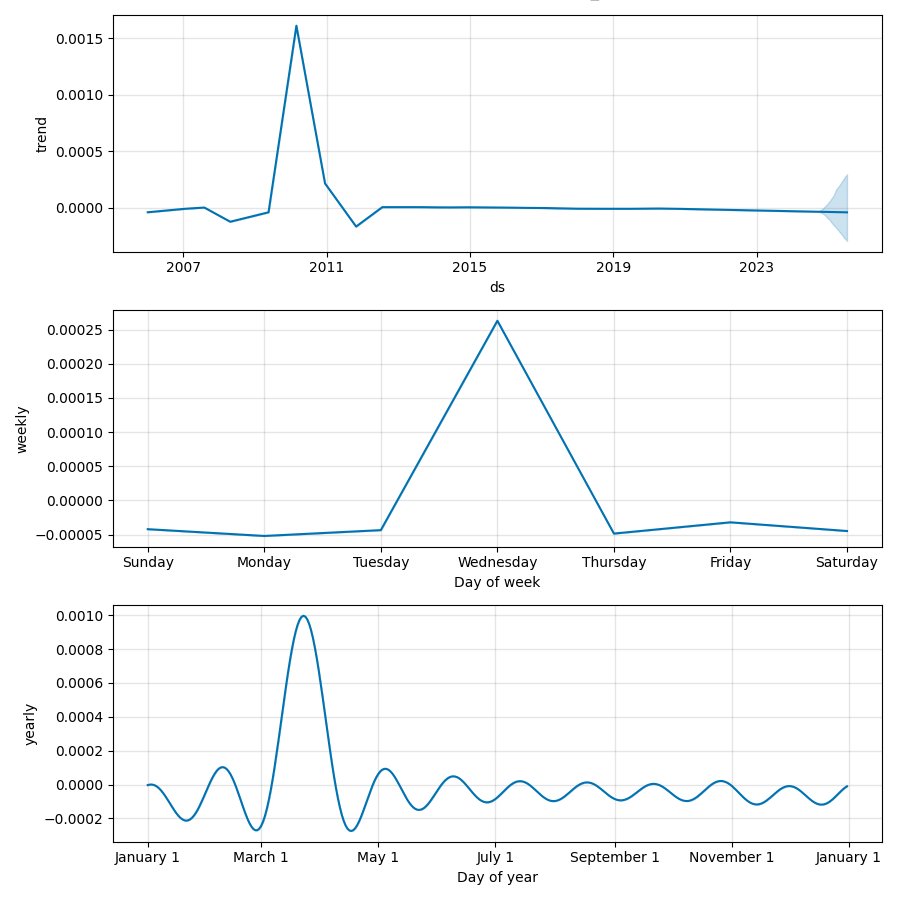 0.0015
0.0010
0.0005
0.0000
trend
2007 2011 2015 2019 2023
ds
0.00025
0.00020
0.00015
0.00010
0.00005
0.00000
−0.00005
weekly
Sunday Monday Tuesday Wednesday Thursday Friday Saturday
Day of week
0.0010
0.0008
0.0006
0.0004
0.0002
0.0000
−0.0002
yearly
January 1 March 1 May 1 July 1 September 1 November 1 January 1
Day of year